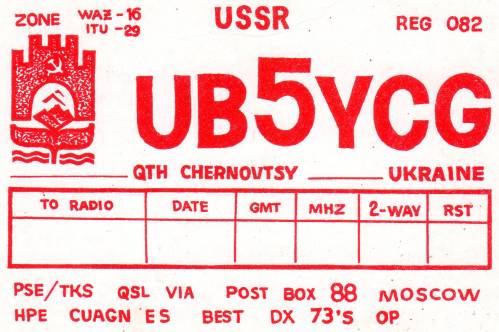 ZONE WAZ-16
ITU-29
USSR
REG 082
UB5YCG
QTH CHERNOVTSY UKRAINE
TO RADIO DATE GMT MHZ 2-WAY RST
PSE/TKS QSL VIA POST BOX 88 MOSCOW
HPE CUAGN ES BEST DX 73'S OP